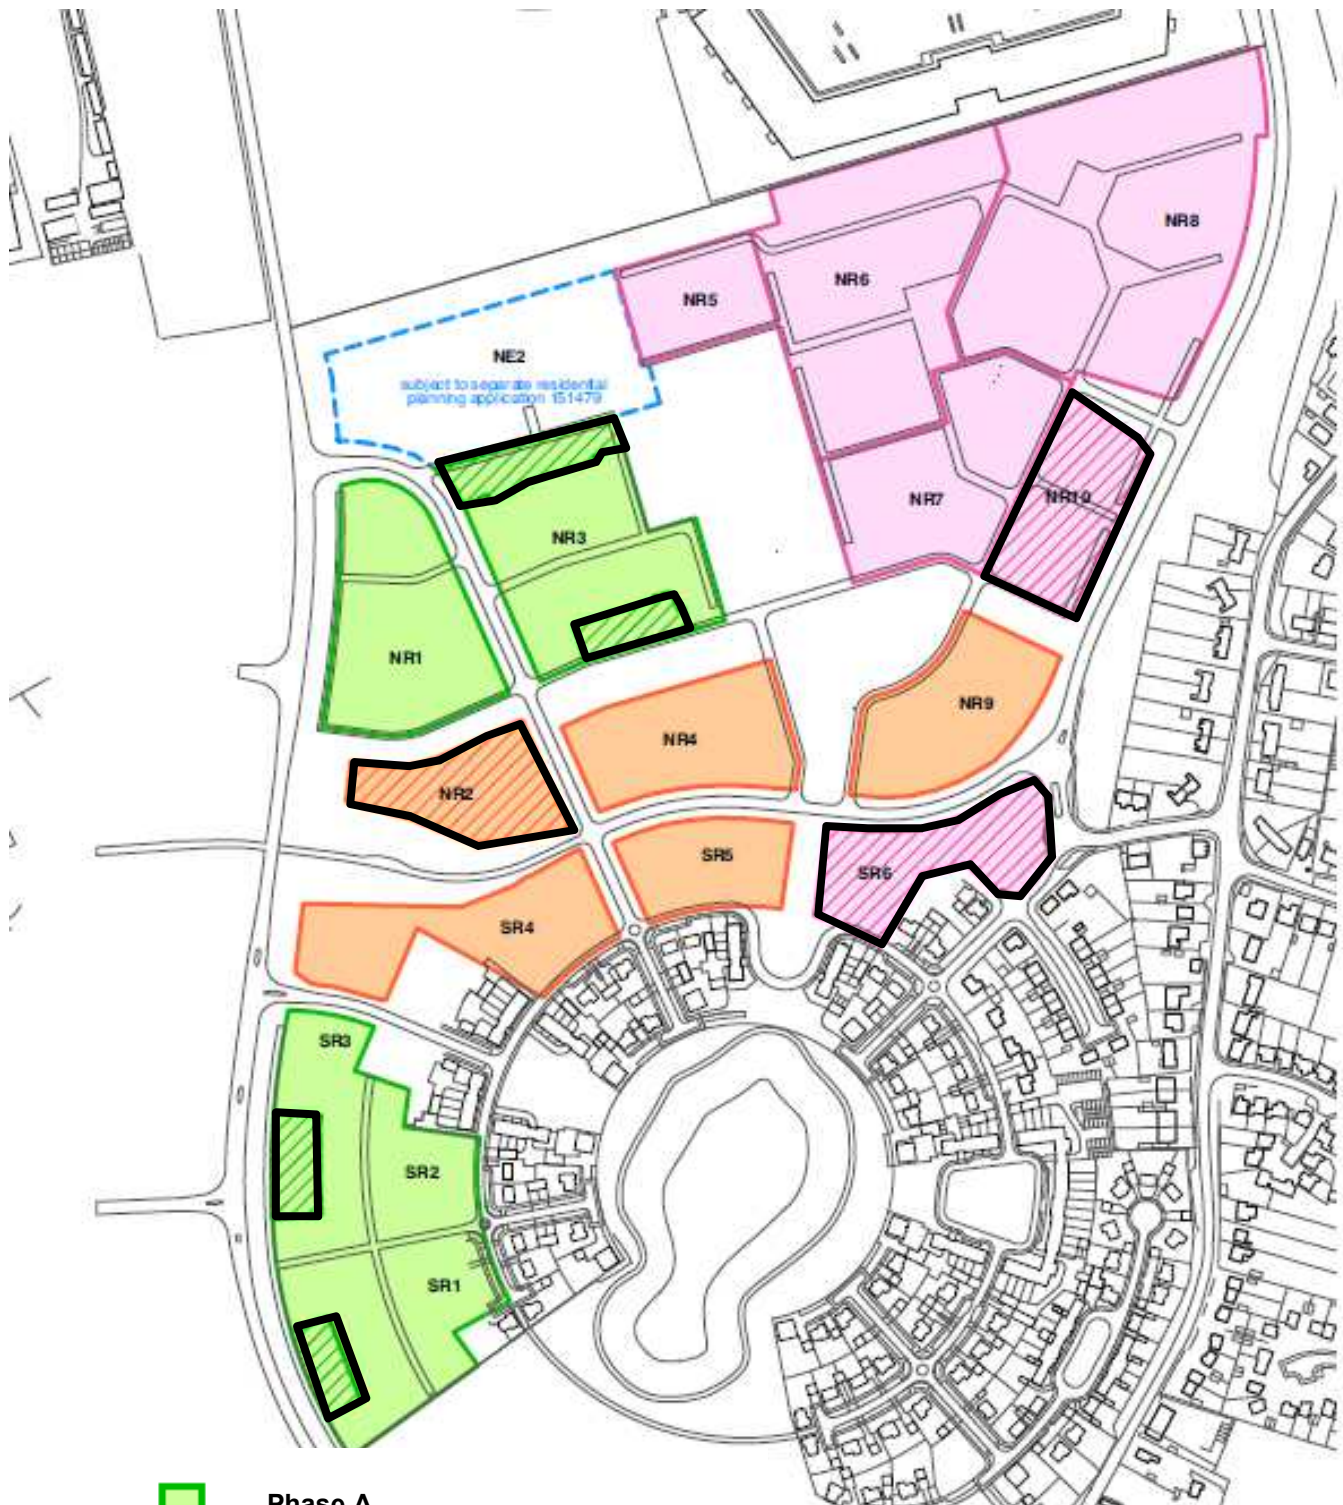 NR8
NR6
NR5
NE2
subject to separate residential
planning application 151479
NR10
NR7
NR3
NR1
NR9
NR4
NR2
SR5
SR6
SR4
SR3
SR2
SR1
Phase A